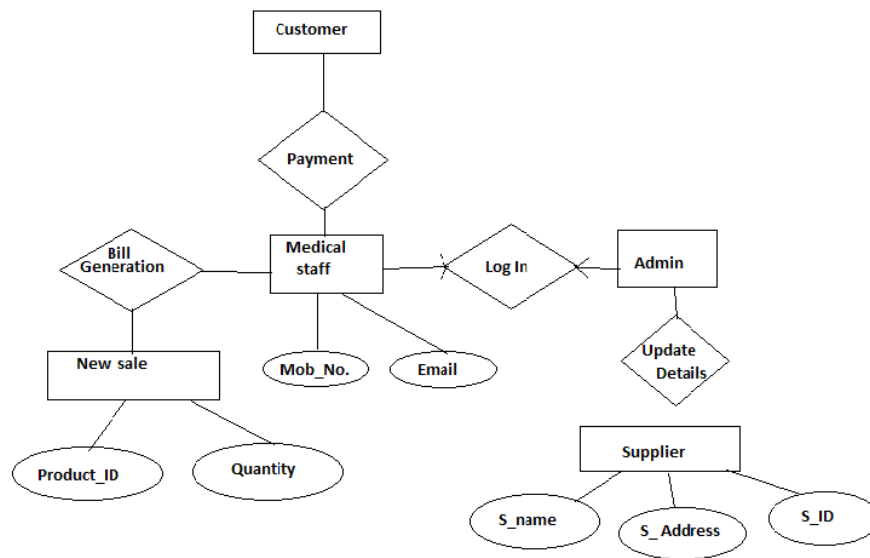 Customer
Payment
Bill
Generation
Medical
staff
Log In
Admin
New sale
Mob_No.
Email
Update
Details
Product_ID
Quantity
Supplier
S_name
S_ Address
S_ID